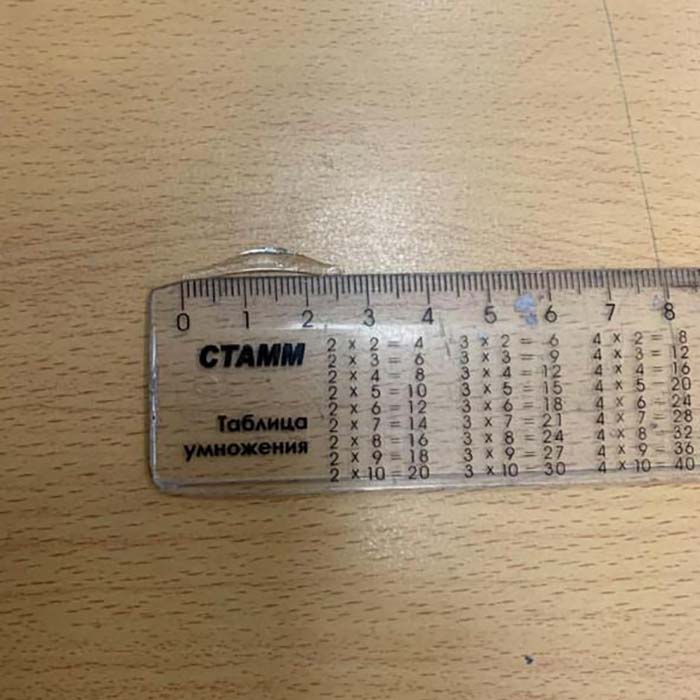 0 1 2 3 4 5 6 7 8
СТАММ
Таблица
умножения
2 x 2 = 4
2 x 3 = 6
2 x 4 = 8
2 x 5 = 10
2 x 6 = 12
2 x 7 = 14
2 x 8 = 16
2 x 9 = 18
2 x 10 = 20
3 x 2 = 6
3 x 3 = 9
3 x 4 = 12
3 x 5 = 15
3 x 6 = 18
3 x 7 = 21
3 x 8 = 24
3 x 9 = 27
3 x 10 = 30
4 x 2 = 8
4 x 3 = 12
4 x 4 = 16
4 x 5 = 20
4 x 6 = 24
4 x 7 = 28
4 x 8 = 32
4 x 9 = 36
4 x 10 = 40